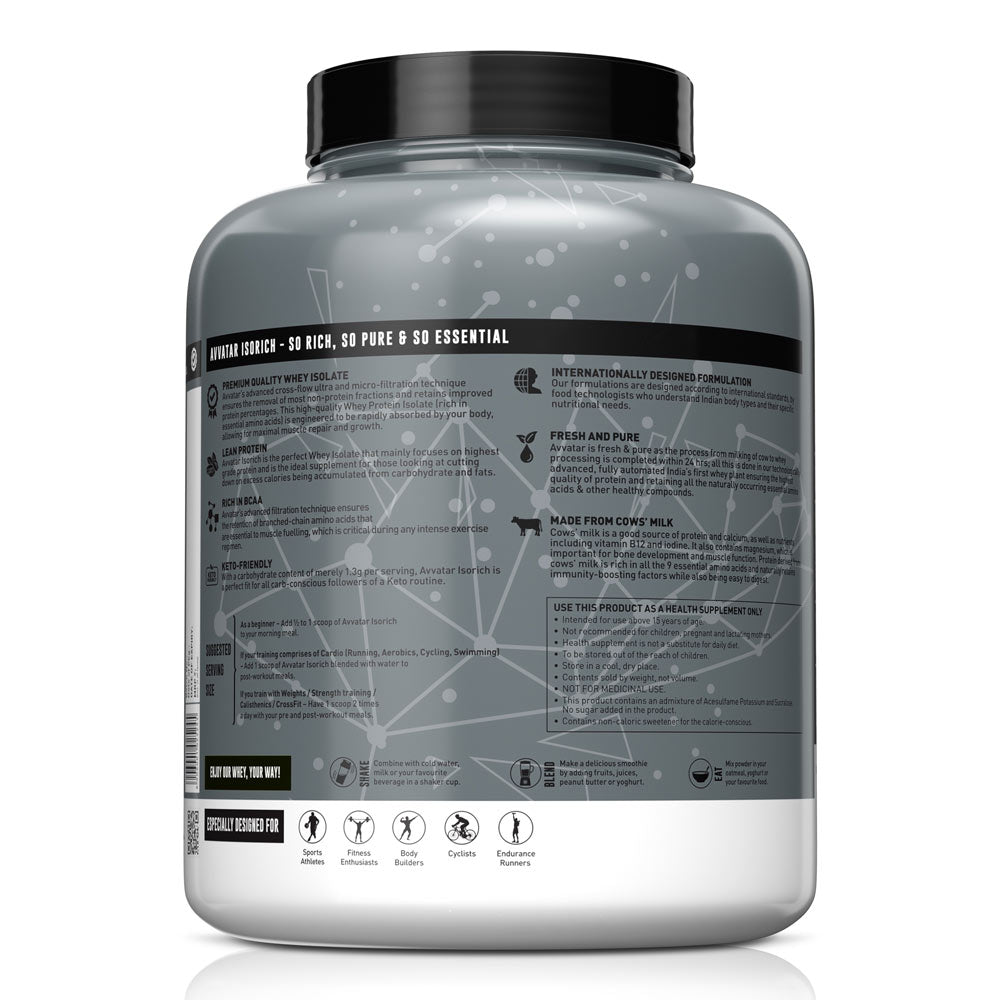 AVVATAR ISORICH - SO RICH, SO PURE & SO ESSENTIAL
PREMIUM QUALITY WHEY ISOLATE
Avvatar's advanced cross-flow ultra and micro-filtration technique
ensures the removal of most non-protein fractions and retains improved
protein percentages. This high-quality Whey Protein Isolate (rich in
essential amino acids) is engineered to be rapidly absorbed by your body,
allowing for maximal muscle repair and growth.
LEAN PROTEIN
Avvatar Isorich is the perfect Whey Isolate that mainly focuses on highest
grade protein and is the ideal supplement for those looking at cutting
down on excess calories being accumulated from carbohydrate and fats.
RICH IN BCAA
Avvatar's advanced filtration technique ensures
the retention of branched-chain amino acids that
are essential to muscle fuelling, which is critical during any intense exercise
regmen.
KETO-FRIENDLY
With a carbohydrate content of merely 1.3g per serving, Avvatar Isorich is
a perfect fit for all carb-conscious followers of a Keto routine.
SUGGESTED
SERVING
SIZE
As a beginner - Add ½ to 1 scoop of Avvatar Isorich
to your morning meal.
If your training comprises of Cardio (Running, Aerobics, Cycling, Swimming)
- Add 1 scoop of Avvatar Isorich blended with water to
post-workout meals.
If you train with Weights / Strength training /
Calisthenics / CrossFit - Have 1 scoop 2 times
a day with your pre and post-workout meals.
INTERNATIONALLY DESIGNED FORMULATION
Our formulations are designed according to international standards, by
food technologists who understand Indian body types and their specific
nutritional needs.
FRESH AND PURE
Avvatar is fresh & pure as the process from milking of cow to whey
processing is completed within 24 hrs; all this is done in our technologically
advanced, fully automated India's first whey plant ensuring the highest
quality of protein and retaining all the naturally occurring essential amino
acids & other healthy compounds.
MADE FROM COWS' MILK
Cows' milk is a good source of protein and calcium, as well as nutrients
including vitamin B12 and iodine. It also contains magnesium, which is
important for bone development and muscle function. Protein derived from
cows' milk is rich in all the 9 essential amino acids and naturally
immunity-boosting factors while also being easy to digest.
USE THIS PRODUCT AS A HEALTH SUPPLEMENT ONLY
• Intended for use above 15 years of age.
• Not recommended for children, pregnant and lactating mothers.
• Health supplement is not a substitute for daily diet.
• To be stored out of the reach of children.
• Store in a cool, dry place.
• Contents sold by weight, not volume.
• NOT FOR MEDICINAL USE.
• This product contains an admixture of Acesulfame Potassium and Sucralose.
No sugar added in the product.
• Contains non-caloric sweetener for the calorie-conscious.
ENJOY OUR WHEY, YOUR WAY!
SHAKE
Combine with cold water,
milk or your favourite
beverage in a shaker cup.
BLEND
Make a delicious smoothie
by adding fruits, juices,
peanut butter or yoghurt.
EAT
Mix powder in your
oatmeal, yoghurt or
your favourite food.
ESPECIALLY DESIGNED FOR
Sports
Athletes
Fitness
Enthusiasts
Body
Builders
Cyclists
Endurance
Runners